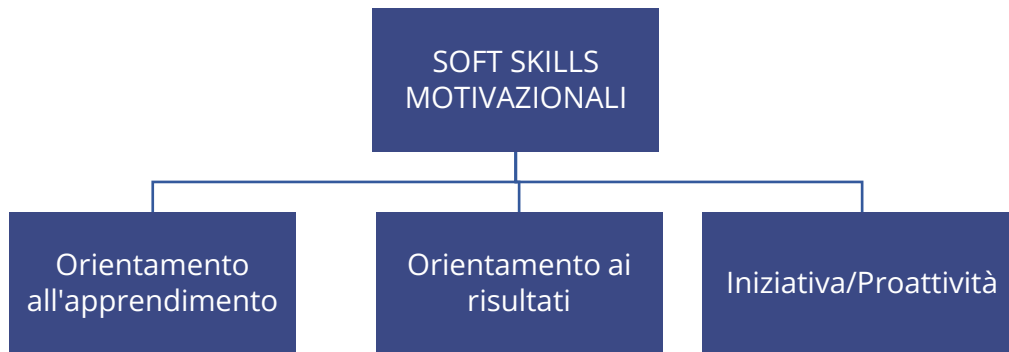 SOFT SKILLS
MOTIVAZIONALI
Orientamento
all'apprendimento
Orientamento ai
risultati
Iniziativa/Proattività